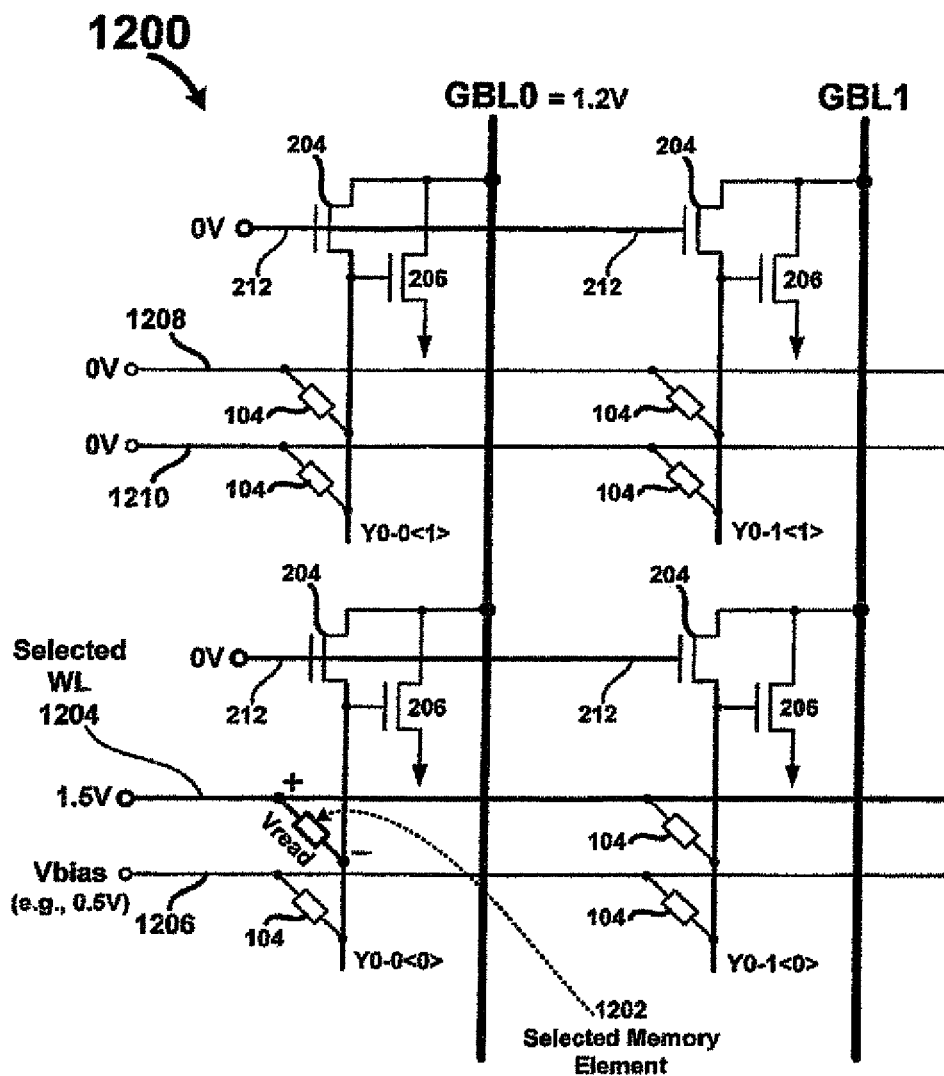 1200
GBL0 = 1.2V
GBL1
204
204
0V
212
212
206
206
1208
0V
104
104
0V
1210
104
104
Y0-0<1>
Y0-1<1>
204
204
Selected
WL
1204
0V
212
212
206
206
1.5V
+
Vread
−
104
Vbias
(e.g., 0.5V)
1206
104
104
Y0-0<0>
Y0-1<0>
1202
Selected Memory
Element